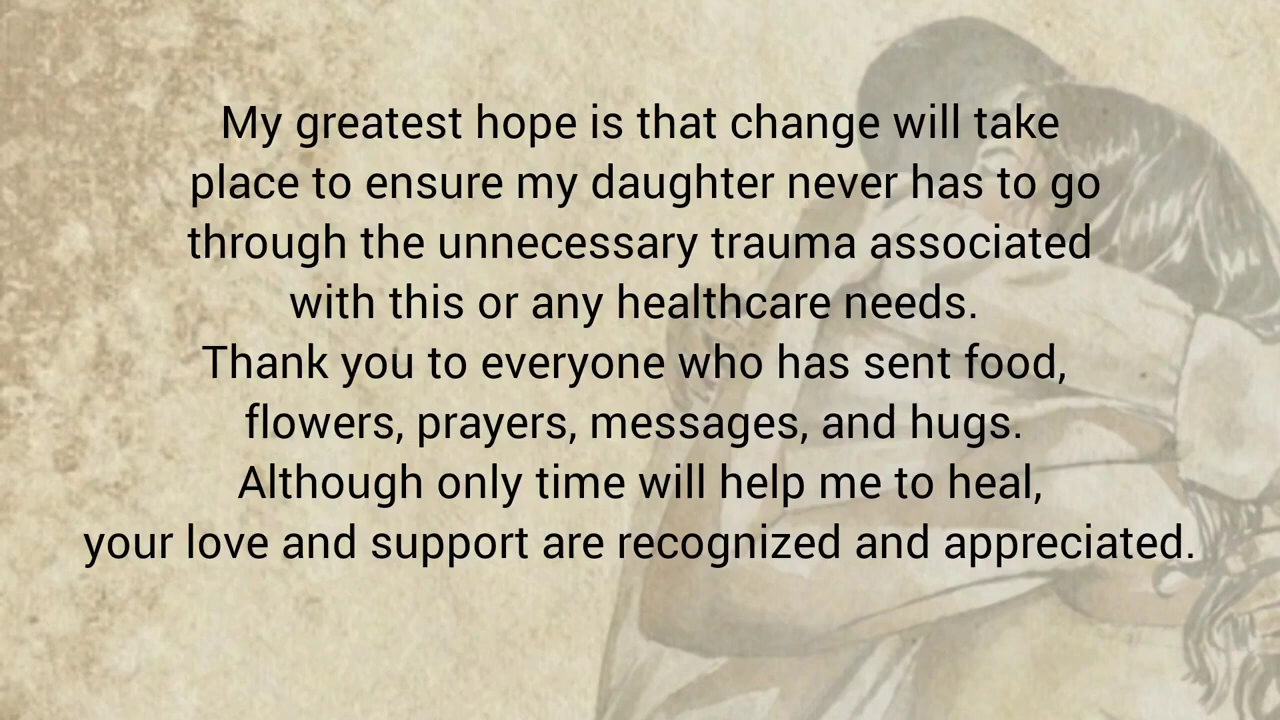 My greatest hope is that change will take
place to ensure my daughter never has to go
through the unnecessary trauma associated
with this or any healthcare needs.
Thank you to everyone who has sent food,
flowers, prayers, messages, and hugs.
Although only time will help me to heal,
your love and support are recognized and appreciated.